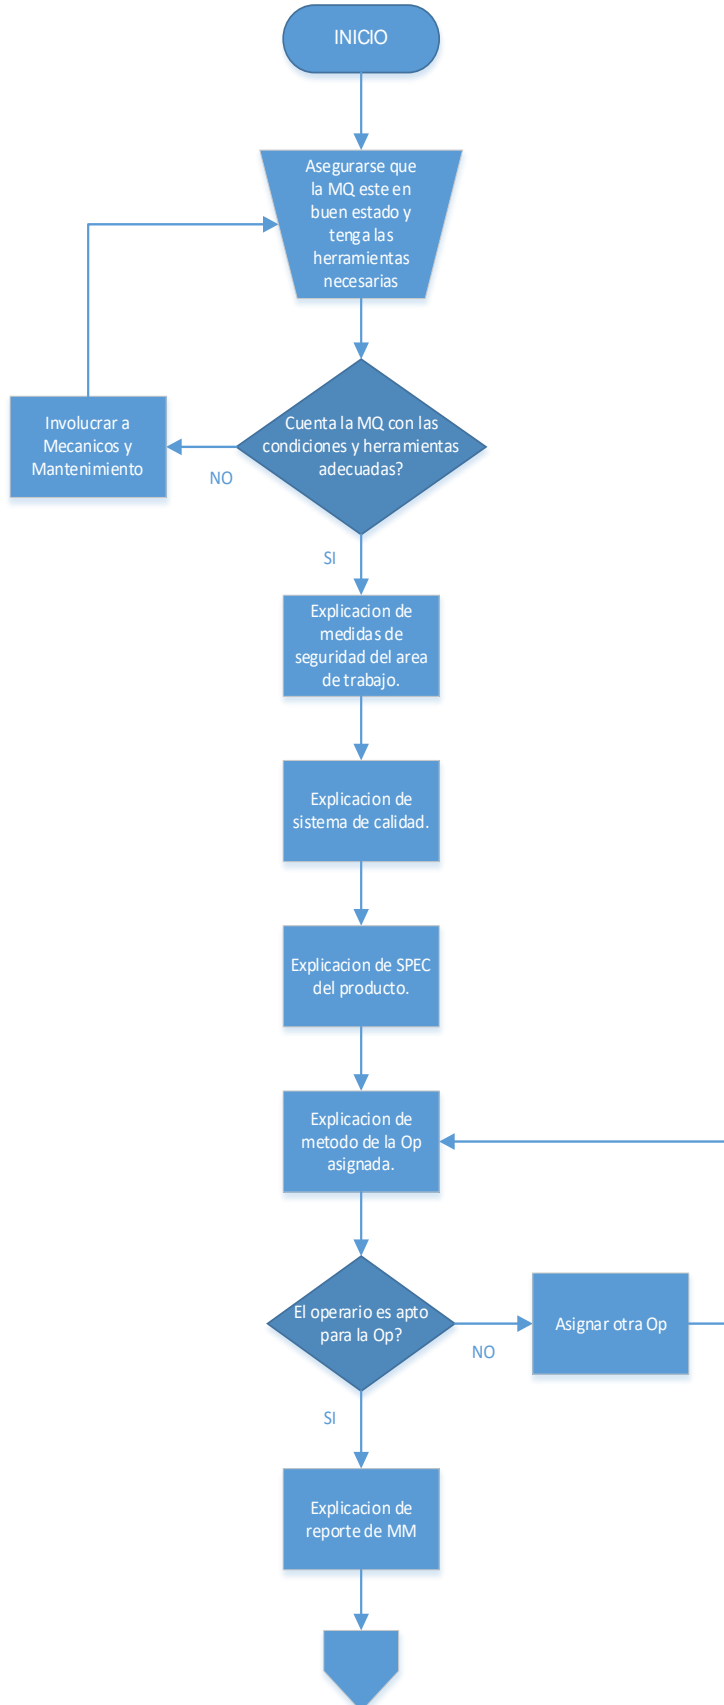 INICIO
Asegurarse que
la MQ este en
buen estado y
tenga las
herramientas
necesarias
Cuenta la MQ con las
condiciones y herramientas
adecuadas?
NO
Involucrar a
Mecanicos y
Mantenimiento
SI
Explicacion de
medidas de
seguridad del area
de trabajo.
Explicacion de
sistema de calidad.
Explicacion de SPEC
del producto.
Explicacion de
metodo de la Op
asignada.
El operario es apto
para la Op?
NO
Asignar otra Op
SI
Explicacion de
reporte de MM